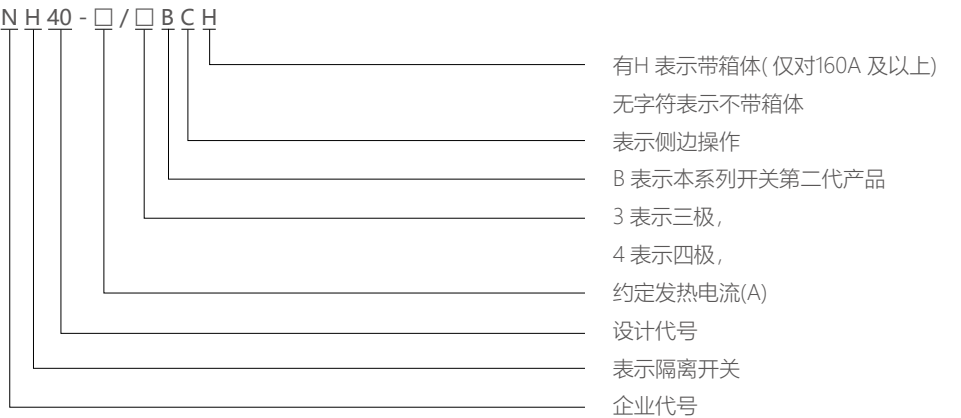 N H 40 - □ / □ B C H
有H 表示带箱体( 仅对160A 及以上)
无字符表示不带箱体
表示侧边操作
B 表示本系列开关第二代产品
3 表示三极,
4 表示四极,
约定发热电流(A)
设计代号
表示隔离开关
企业代号